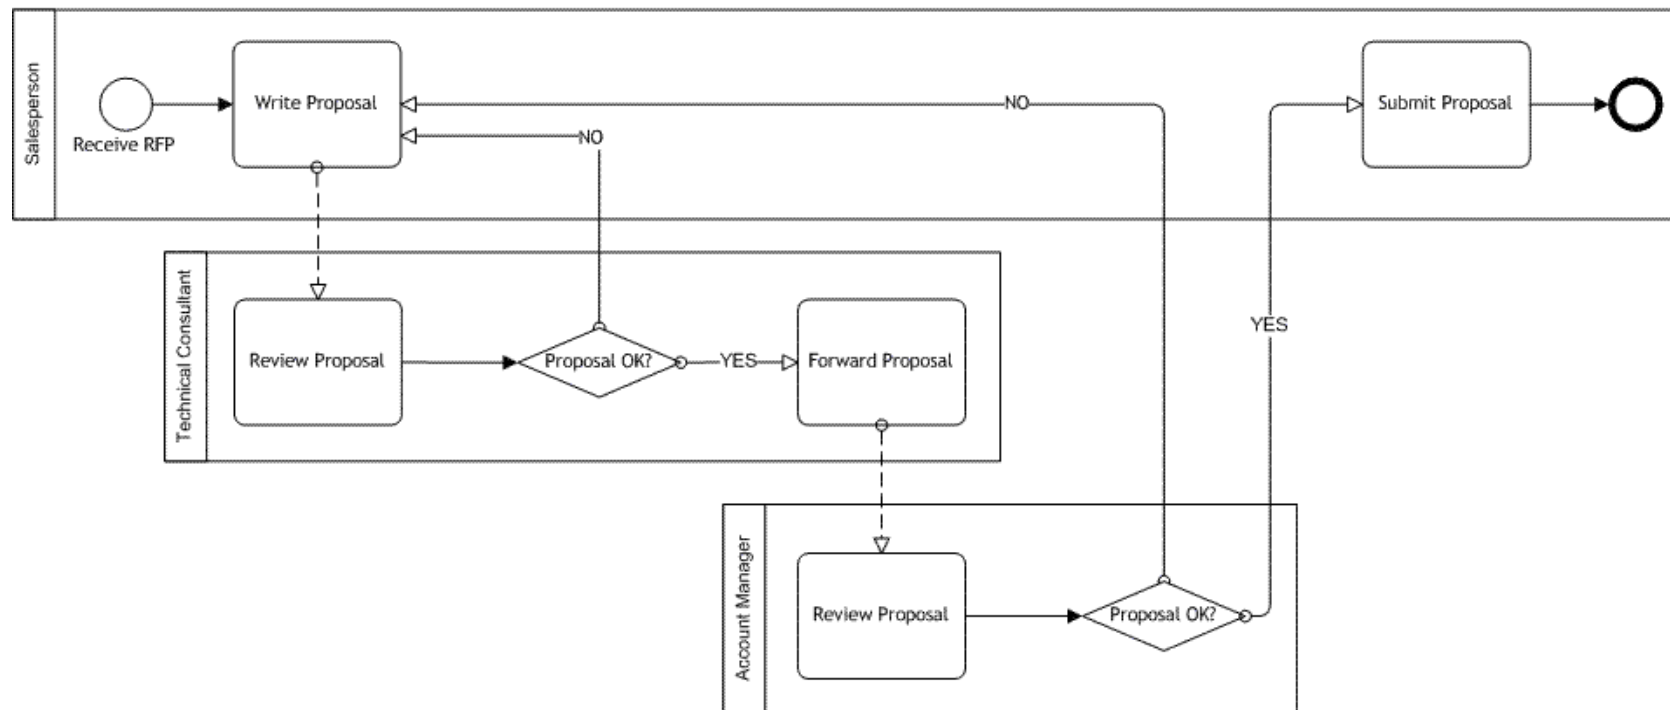 Salesperson
Receive RFP
Write Proposal
NO
NO
Submit Proposal
YES
Technical Consultant
Review Proposal
Proposal OK?
YES
Forward Proposal
Account Manager
Review Proposal
Proposal OK?